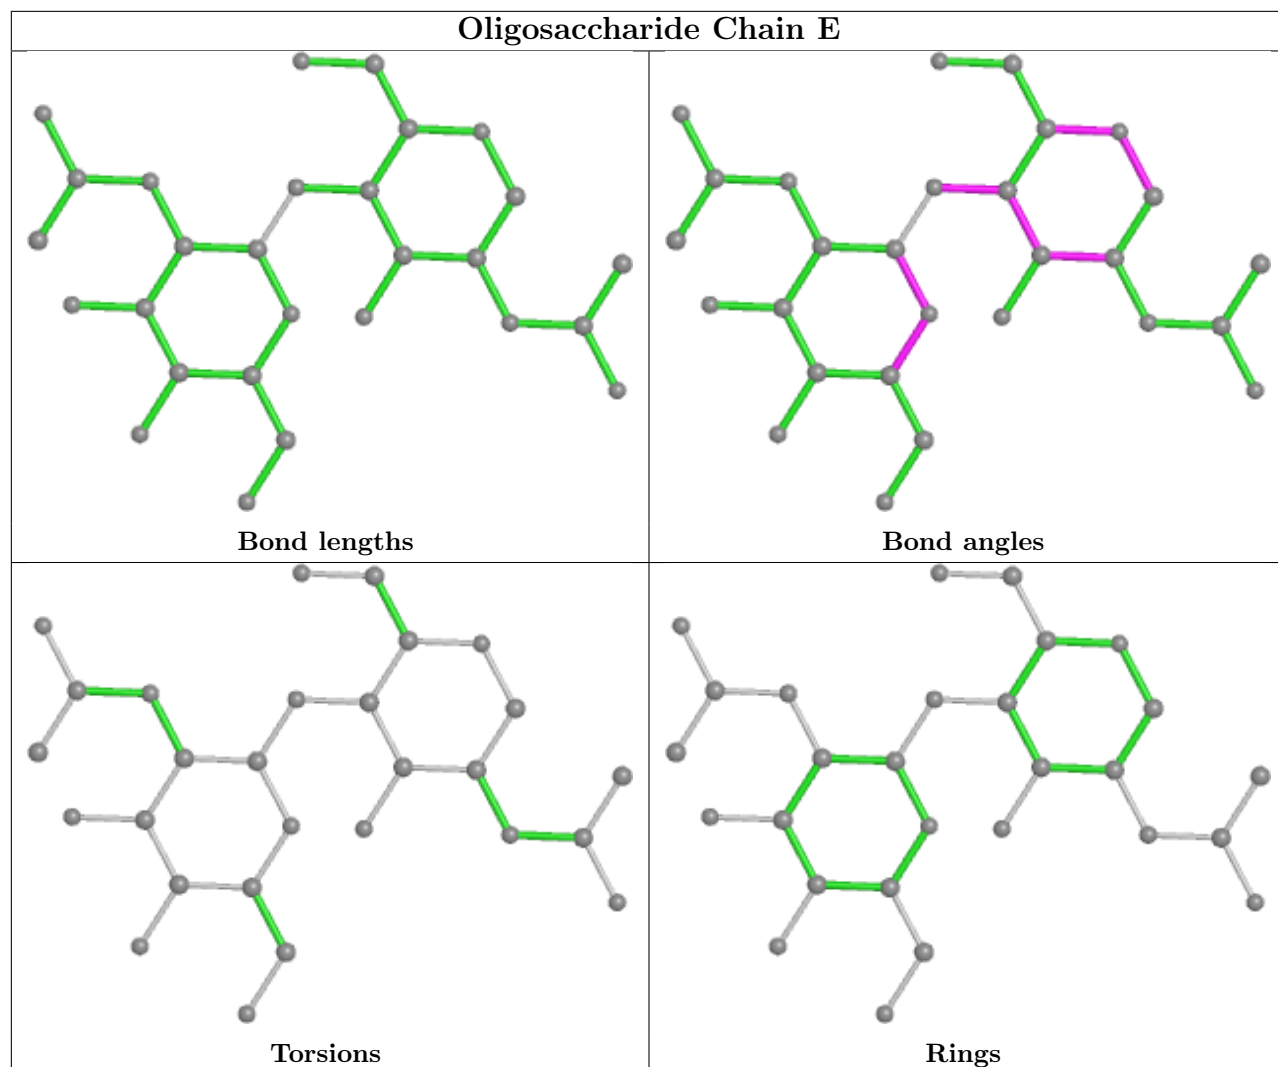 Oligosaccharide Chain E
Bond lengths
Bond angles
Torsions
Rings